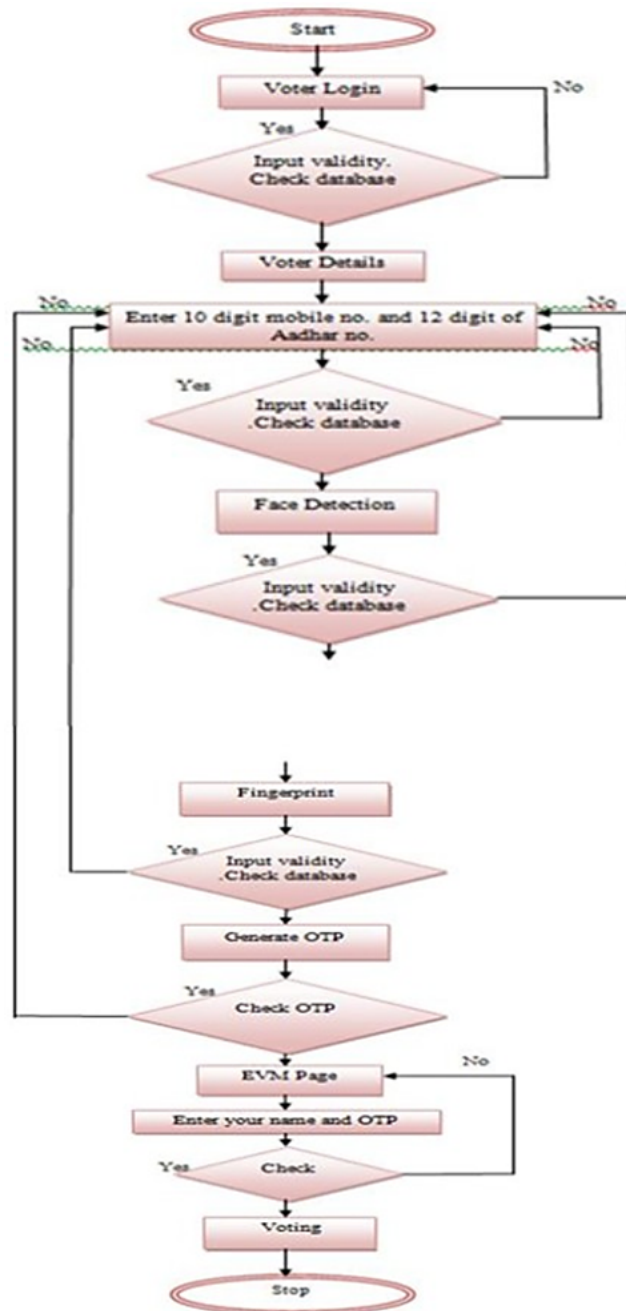 Start
Voter Login
No
Yes
Input validity.
Check database
Voter Details
No
No
Enter 10 digit mobile no. and 12 digit of
Aadhar no.
No
No
Yes
Input validity
.Check database
Face Detection
Yes
Input validity
.Check database
Fingerprint
Yes
Input validity
.Check database
Generate OTP
Yes
Check OTP
No
EVM Page
Enter your name and OTP
Yes
Check
Voting
Stop